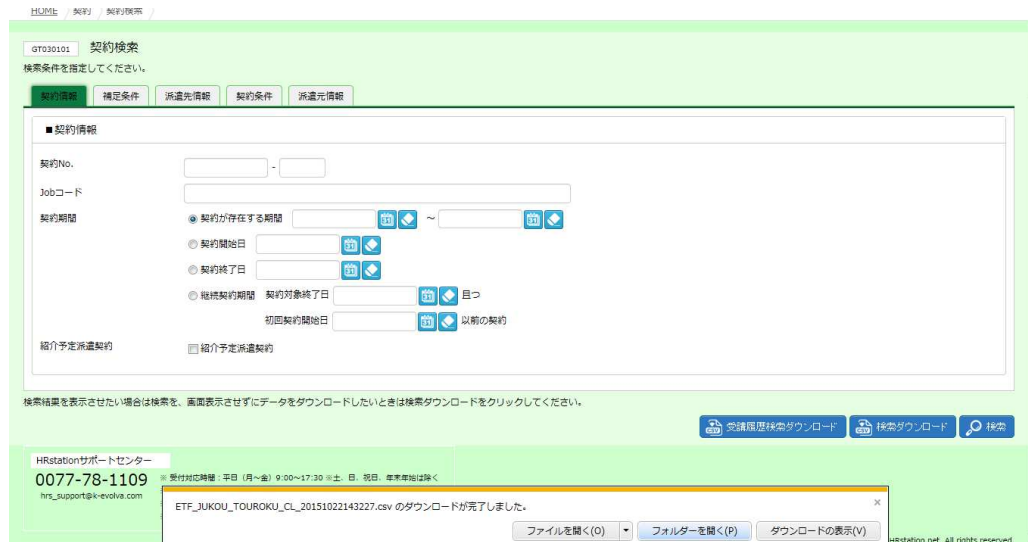 HOME / 契約 / 契約検索 /
GT030101 契約検索
検索条件を指定してください。
契約情報 補足条件 派遣先情報 契約条件 派遣元情報
■契約情報
契約No. -
Jobコード
契約期間 契約が存在する期間 31 ～ 31
契約開始日 31
契約終了日 31
継続契約期間 契約対象終了日 31 且つ
初回契約開始日 31 以前の契約
紹介予定派遣契約 紹介予定派遣契約
検索結果を表示させたい場合は検索を、画面表示させずにデータをダウンロードしたいときは検索ダウンロードをクリックしてください。
CSV 受講履歴検索ダウンロード CSV 検索ダウンロード 検索
HRstationサポートセンター
0077-78-1109 ※ 受付対応時間：平日（月～金）9:00～17:30 ※土、日、祝日、年末年始は除く
hrs_support@k-evolva.com
ETF_JUKOU_TOUROKU_CL_20151022143227.csv のダウンロードが完了しました。 ×
ファイルを開く(O) フォルダーを開く(P) ダウンロードの表示(V)
HRstation.net. All rights reserved